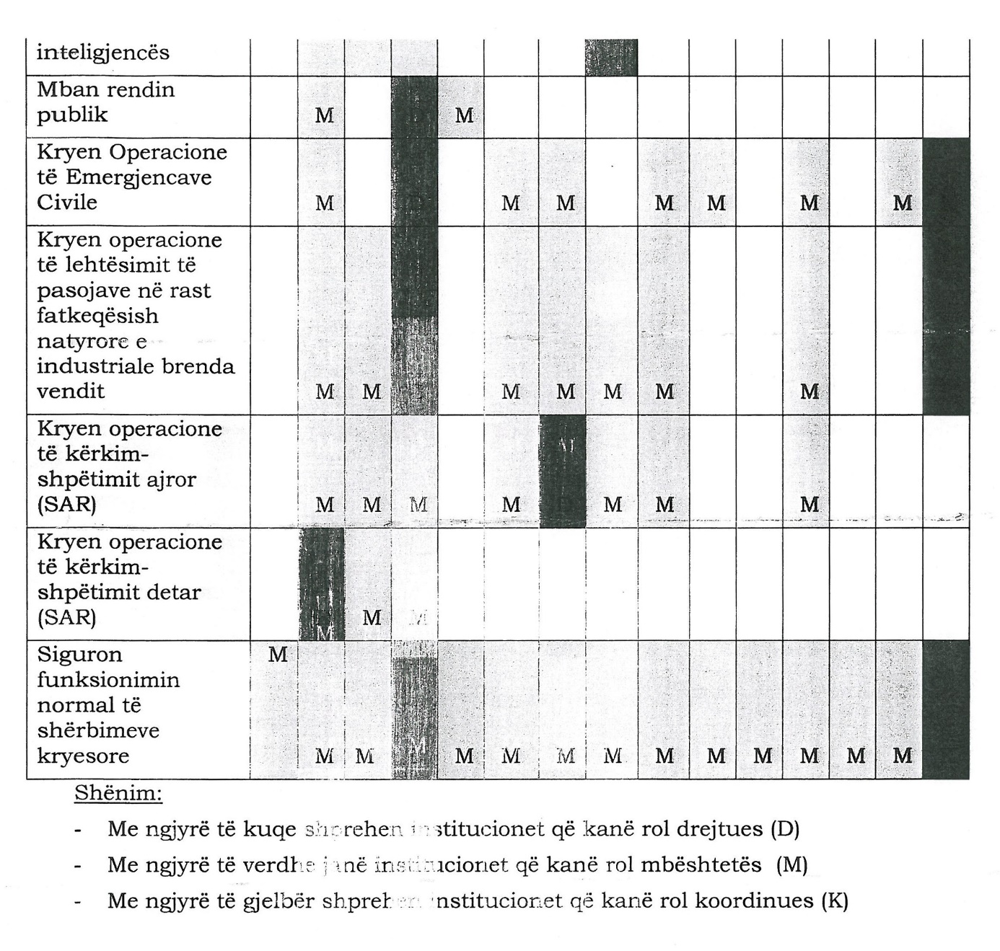 inteligjencës
Mban rendin
publik M M
Kryen Operacione
të Emergjencave
Civile M M M M M M M
Kryen operacione
të lehtësimit të
pasojave në rast
fatkeqësish
natyrore e
industriale brenda
vendit M M M M M M M
Kryen operacione
të kërkim-
shpëtimit ajror M
(SAR) M M M M D M M M
Kryen operacione
të kërkim-
shpëtimit detar
(SAR) M M
M
Siguron M
funksionimin
normal të
shërbimeve
kryesore M M M M M M M M M M M M M
Shënim:
- Me ngjyrë të kuqe shprehen institucionet që kanë rol drejtues (D)
- Me ngjyrë të verdhe janë institucionet që kanë rol mbështetës (M)
- Me ngjyrë të gjelbër shprehen institucionet që kanë rol koordinues (K)